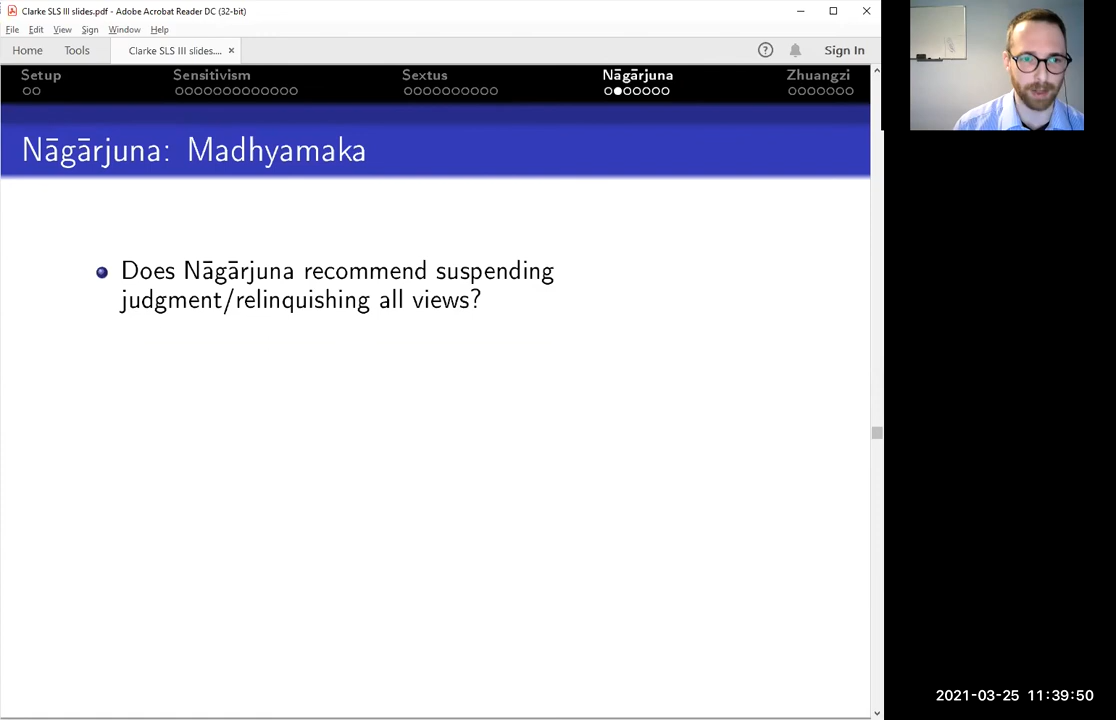 Clarke SLS III slides.pdf - Adobe Acrobat Reader DC (32-bit)
File Edit View Sign Window Help
Home Tools Clarke SLS III slides.... × Sign In
Setup Sensitivism Sextus Nāgārjuna Zhuangzi
Nāgārjuna: Madhyamaka
Does Nāgārjuna recommend suspending
judgment/relinquishing all views?
2021-03-25 11:39:50